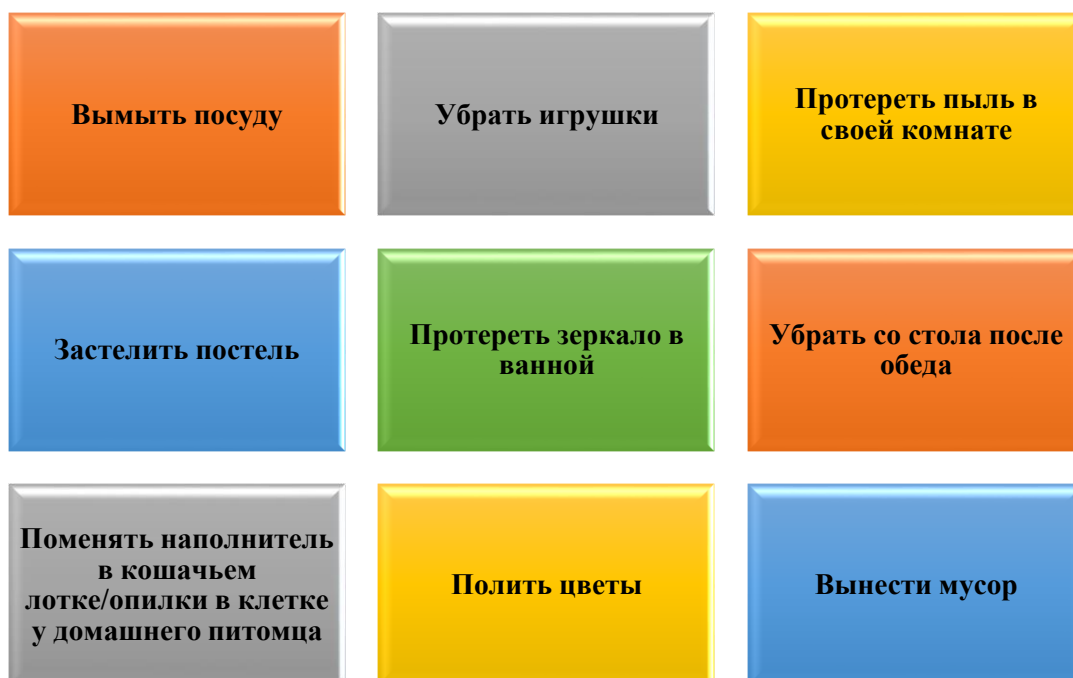 Вымыть посуду
Убрать игрушки
Протереть пыль в
своей комнате
Застелить постель
Протереть зеркало в
ванной
Убрать со стола после
обеда
Поменять наполнитель
в кошачьем
лотке/опилки в клетке
у домашнего питомца
Полить цветы
Вынести мусор